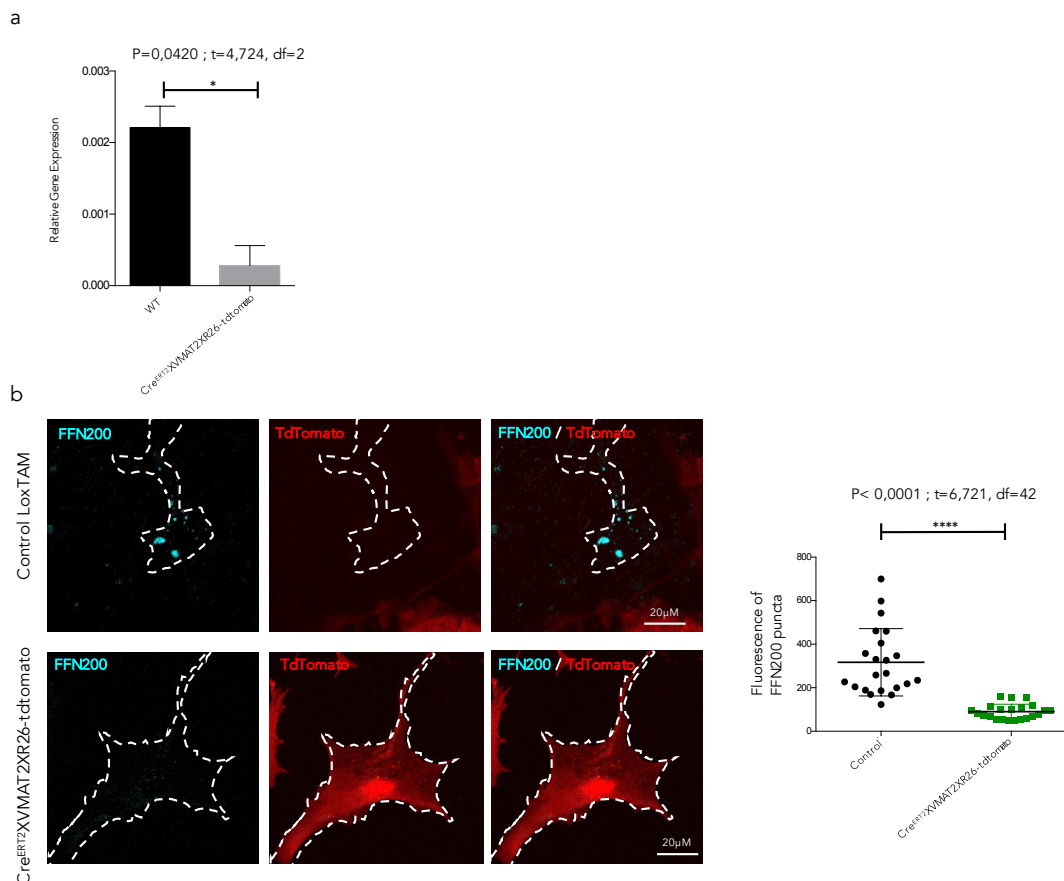 a
P=0,0420 ; t=4,724, df=2
*
Relative Gene Expression
0.003
0.002
0.001
0.000
WT
Creᴱᴿᵀ²XVMAT2XR26-tdtomato
b
Control LoxTAM
FFN200
TdTomato
FFN200 / TdTomato
20µM
Creᴱᴿᵀ²XVMAT2XR26-tdtomato
FFN200
TdTomato
FFN200 / TdTomato
20µM
P< 0,0001 ; t=6,721, df=42
****
Fluorescence of
FFN200 puncta
800
600
400
200
0
Control
Creᴱᴿᵀ²XVMAT2XR26-tdtomato